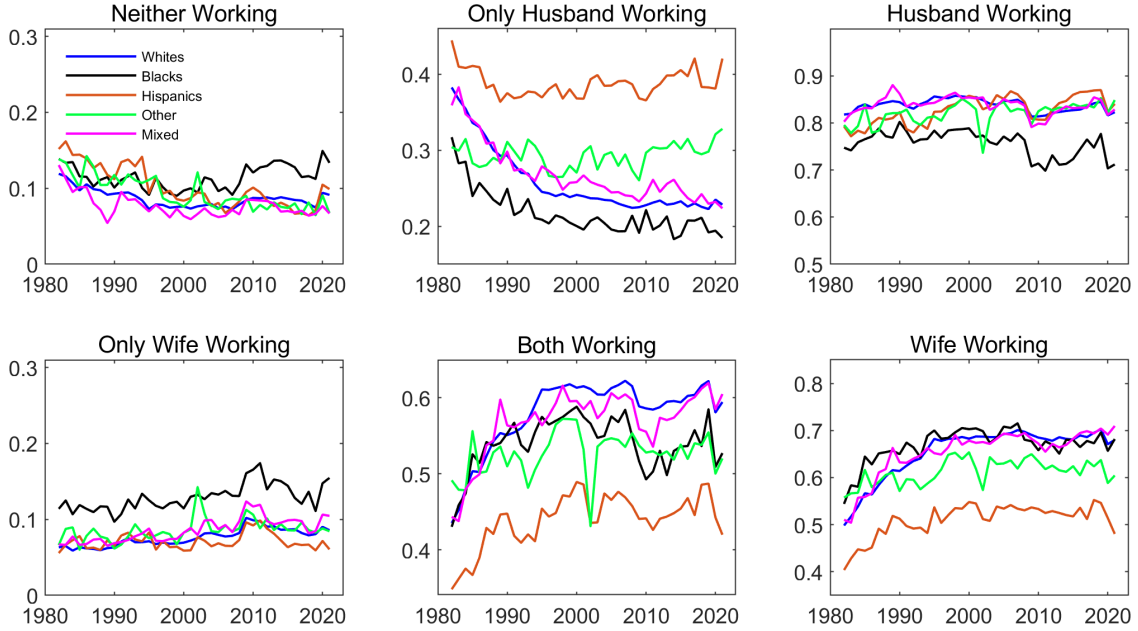 Neither Working
0.3
0.2
0.1
0
1980 1990 2000 2010 2020
Whites
Blacks
Hispanics
Other
Mixed
Only Husband Working
0.4
0.3
0.2
1980 1990 2000 2010 2020
Husband Working
0.9
0.8
0.7
0.6
0.5
1980 1990 2000 2010 2020
Only Wife Working
0.3
0.2
0.1
0
1980 1990 2000 2010 2020
Both Working
0.6
0.5
0.4
1980 1990 2000 2010 2020
Wife Working
0.8
0.7
0.6
0.5
0.4
1980 1990 2000 2010 2020